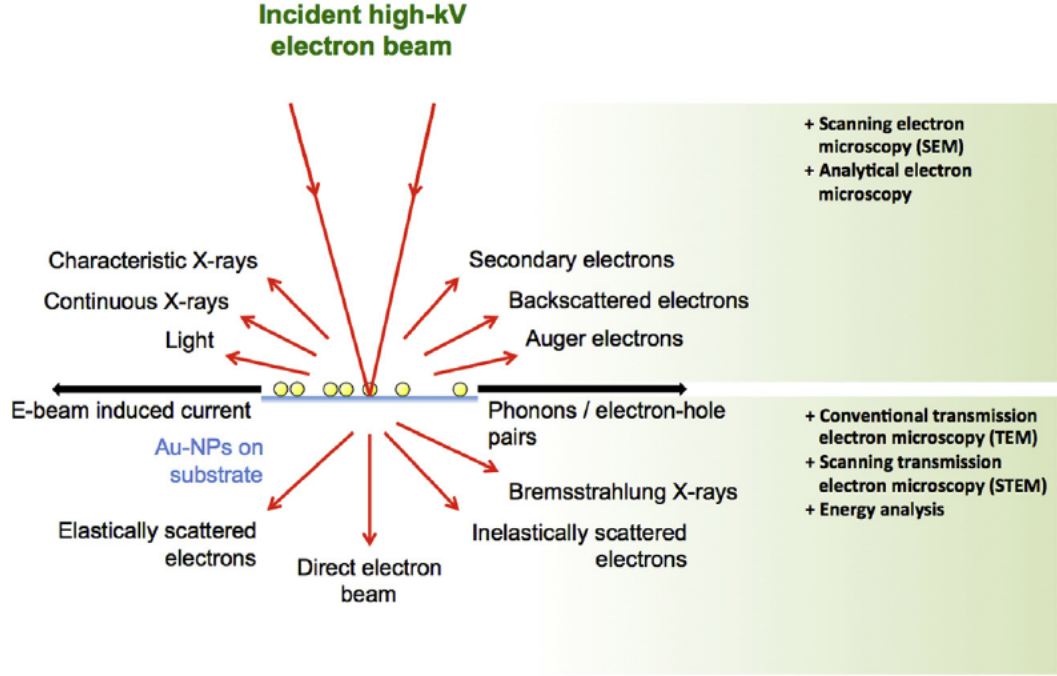 Incident high-kV
electron beam
+ Scanning electron
microscopy (SEM)
+ Analytical electron
microscopy
Characteristic X-rays
Continuous X-rays
Light
Secondary electrons
Backscattered electrons
Auger electrons
E-beam induced current
Phonons / electron-hole
pairs
Au-NPs on
substrate
Bremsstrahlung X-rays
Elastically scattered
electrons
Direct electron
beam
Inelastically scattered
electrons
+ Conventional transmission
electron microscopy (TEM)
+ Scanning transmission
electron microscopy (STEM)
+ Energy analysis